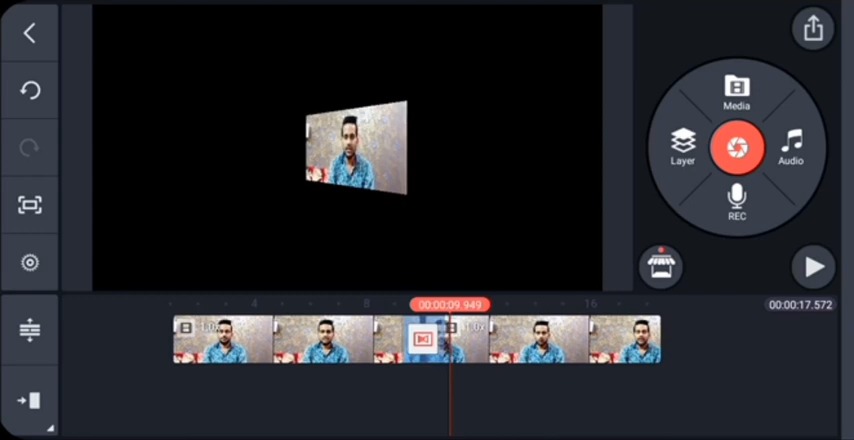 Media
Layer
Audio
REC
4
8
00:00:09.949
16
00:00:17.572
1.0x
1.0x